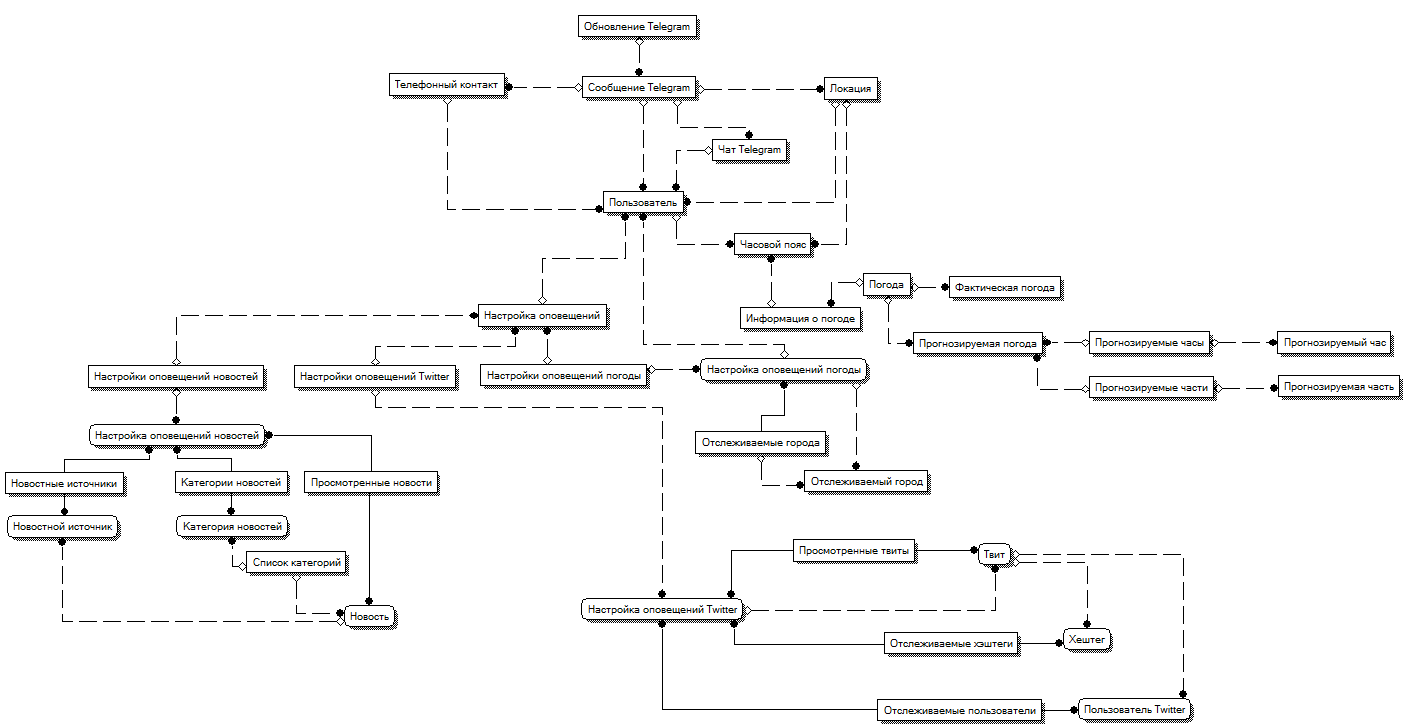 Обновление Telegram
Телефонный контакт
Сообщение Telegram
Локация
Чат Telegram
Пользователь
Часовой пояс
Погода
Фактическая погода
Настройка оповещений
Информация о погоде
Прогнозируемая погода
Прогнозируемые часы
Прогнозируемый час
Настройки оповещений новостей
Настройки оповещений Twitter
Настройки оповещений погоды
Настройка оповещений погоды
Прогнозируемые части
Прогнозируемая часть
Настройка оповещений новостей
Отслеживаемые города
Новостные источники
Категории новостей
Просмотренные новости
Отслеживаемый город
Новостной источник
Категория новостей
Список категорий
Просмотренные твиты
Твит
Новость
Настройка оповещений Twitter
Отслеживаемые хэштеги
Хештег
Отслеживаемые пользователи
Пользователь Twitter